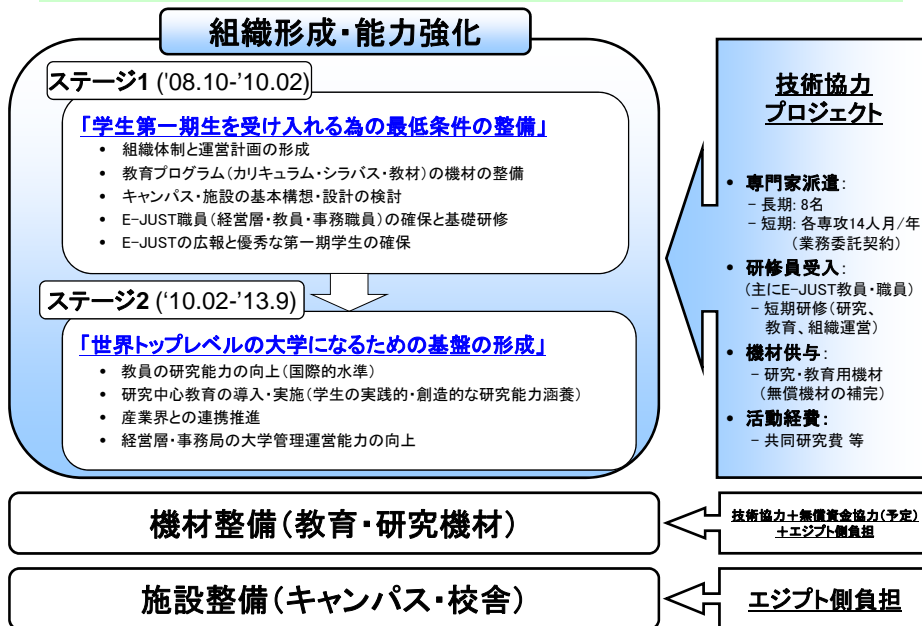 組織形成・能力強化
ステージ1 ('08.10-'10.02)
「学生第一期生を受け入れる為の最低条件の整備」
• 組織体制と運営計画の形成
• 教育プログラム(カリキュラム・シラバス・教材)の機材の整備
• キャンパス・施設の基本構想・設計の検討
• E-JUST職員(経営層・教員・事務職員)の確保と基礎研修
• E-JUSTの広報と優秀な第一期学生の確保
ステージ2 ('10.02-'13.9)
「世界トップレベルの大学になるための基盤の形成」
• 教員の研究能力の向上(国際的水準)
• 研究中心教育の導入・実施(学生の実践的・創造的な研究能力涵養)
• 産業界との連携推進
• 経営層・事務局の大学管理運営能力の向上
技術協力
プロジェクト
• 専門家派遣:
− 長期: 8名
− 短期: 各専攻14人月/年
(業務委託契約)
• 研修員受入:
(主にE-JUST教員・職員)
− 短期研修(研究、
教育、組織運営)
• 機材供与:
− 研究・教育用機材
(無償機材の補完)
• 活動経費:
− 共同研究費 等
機材整備(教育・研究機材)
技術協力+無償資金協力(予定)
+エジプト側負担
施設整備(キャンパス・校舎)
エジプト側負担